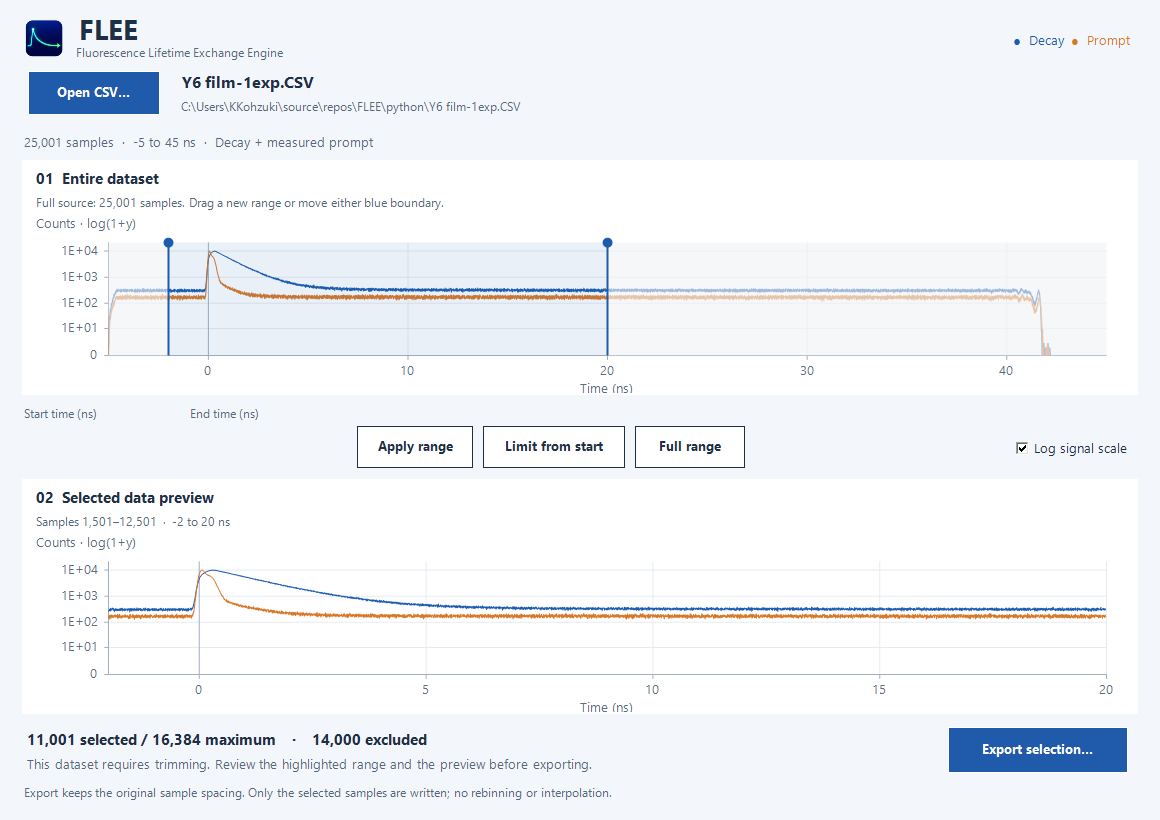 FLEE
Fluorescence Lifetime Exchange Engine
● Decay ● Prompt
Open CSV...
Y6 film-1exp.CSV
C:\Users\KKohzuki\source\repos\FLEE\python\Y6 film-1exp.CSV
25,001 samples · -5 to 45 ns · Decay + measured prompt
01 Entire dataset
Full source: 25,001 samples. Drag a new range or move either blue boundary.
Counts · log(1+y)
1E+04
1E+03
1E+02
1E+01
0
0 10 20 30 40
Time (ns)
Start time (ns) End time (ns)
Apply range Limit from start Full range
Log signal scale
02 Selected data preview
Samples 1,501–12,501 · -2 to 20 ns
Counts · log(1+y)
1E+04
1E+03
1E+02
1E+01
0
0 5 10 15 20
Time (ns)
11,001 selected / 16,384 maximum · 14,000 excluded
This dataset requires trimming. Review the highlighted range and the preview before exporting.
Export selection...
Export keeps the original sample spacing. Only the selected samples are written; no rebinning or interpolation.